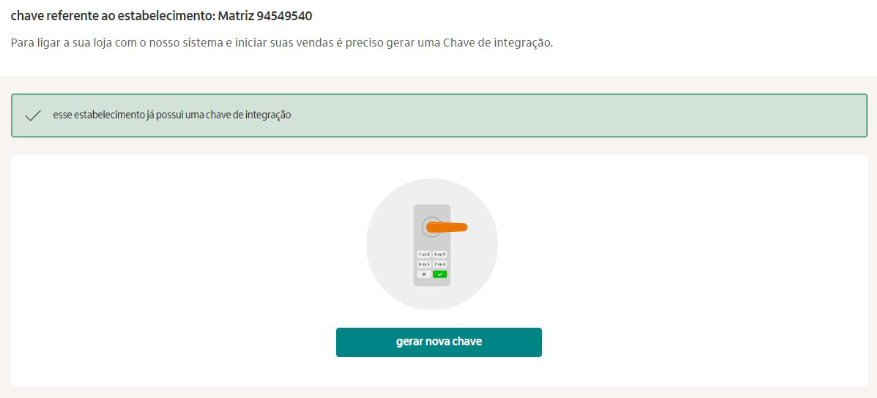 chave referente ao estabelecimento: Matriz 94549540
Para ligar a sua loja com o nosso sistema e iniciar suas vendas é preciso gerar uma Chave de integração.
esse estabelecimento já possui uma chave de integração
gerar nova chave